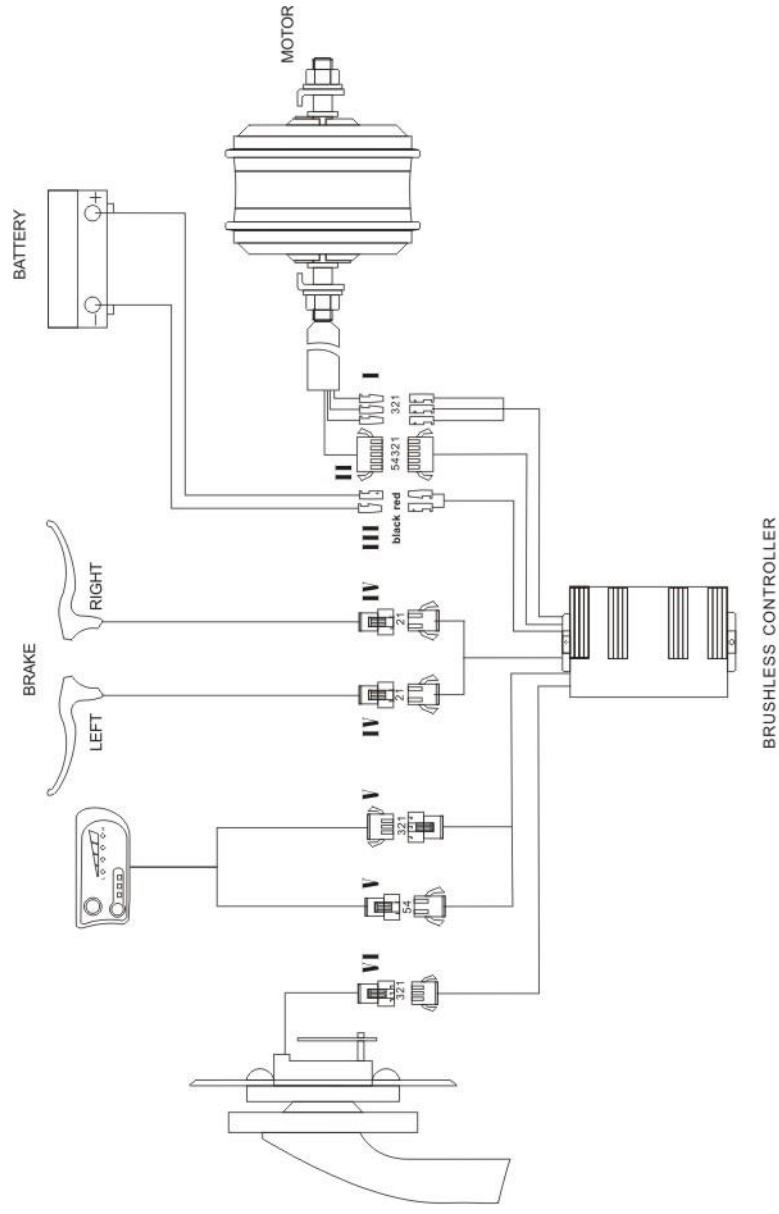 MOTOR
BATTERY
+
−
I
321
II
54321
III
black red
BRAKE
RIGHT
LEFT
IV
21
IV
21
V
321
V
54
VI
321
BRUSHLESS CONTROLLER